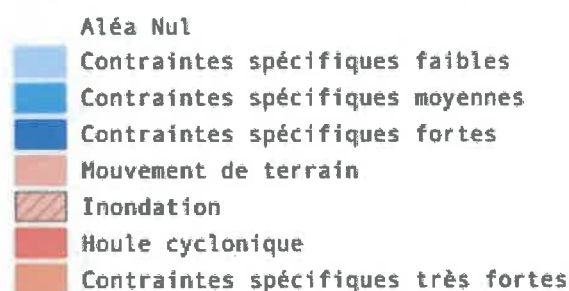 Aléa Nul
Contraintes spécifiques faibles
Contraintes spécifiques moyennes
Contraintes spécifiques fortes
Mouvement de terrain
Inondation
Houle cyclonique
Contraintes spécifiques très fortes